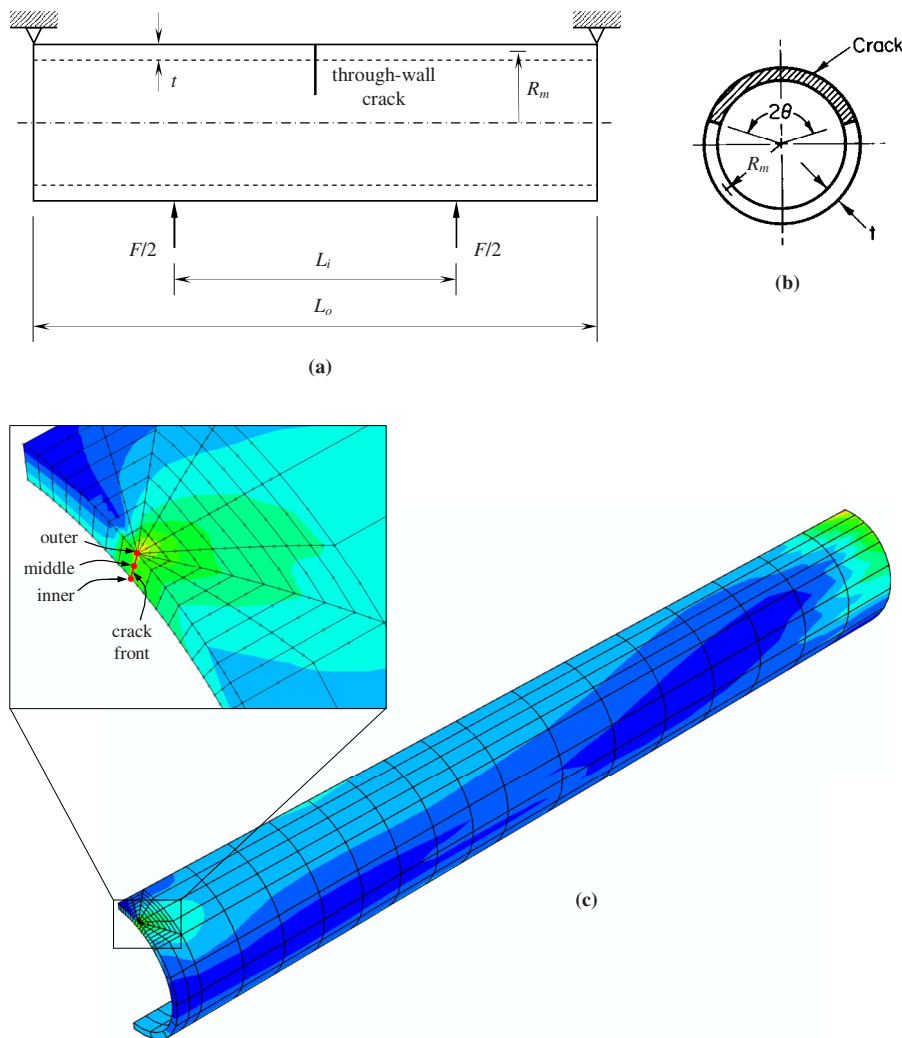 t
through-wall
crack
R_m
F/2
F/2
L_i
L_o
(a)
Crack
2θ
R_m
t
(b)
outer
middle
inner
crack
front
(c)